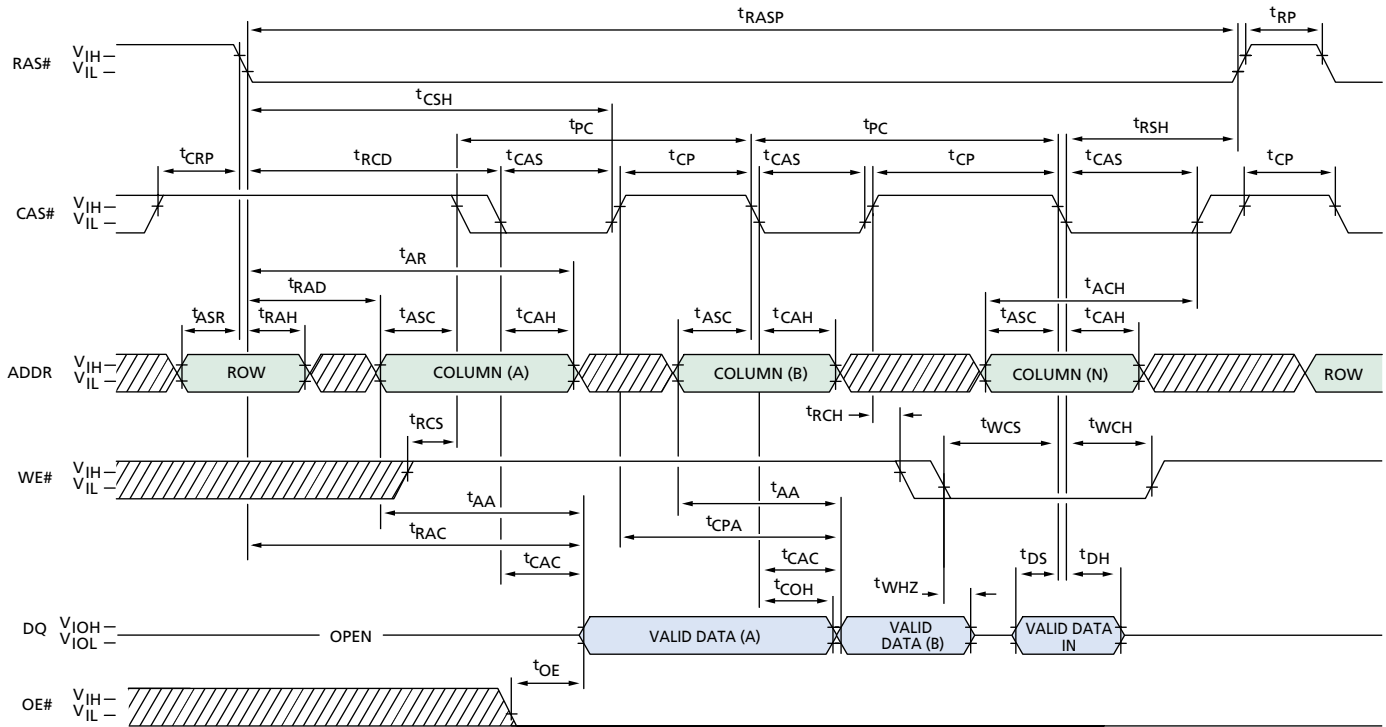 tRASP tRP
RAS# VIH VIL
tCSH
tPC tPC tRSH
tCRP tRCD tCAS tCP tCAS tCP tCAS tCP
CAS# VIH VIL
tAR
tRAD tACH
tASR tRAH tASC tCAH tASC tCAH tASC tCAH
ADDR VIH VIL ROW COLUMN (A) COLUMN (B) COLUMN (N) ROW
tRCS tRCH tWCS tWCH
WE# VIH VIL
tAA tAA
tRAC tCPA
tCAC tCAC tDS tDH
tCOH tWHZ
DQ VIOH VIOL OPEN VALID DATA (A) VALID DATA (B) VALID DATA IN
tOE
OE# VIH VIL